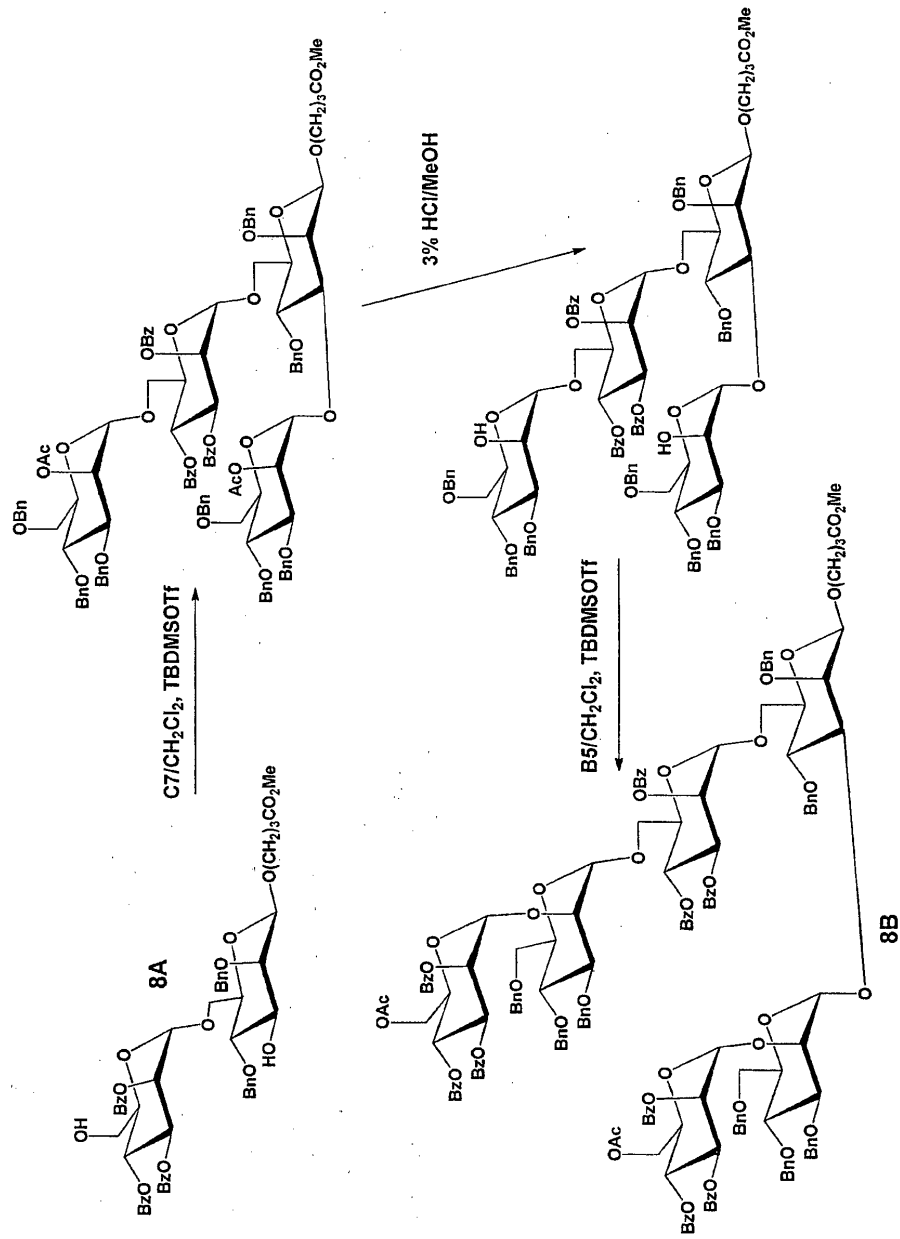 8A
OH
O
BzO
BzO
BzO
O
O
BnO
BnO
HO
O(CH₂)₃CO₂Me
C7/CH₂Cl₂, TBDMSOTf
OBn
OAc
O
BnO
BnO
O
OBz
O
BzO
BzO
O
OBn
O
BnO
O(CH₂)₃CO₂Me
OBn
AcO
O
BnO
BnO
O
3% HCl/MeOH
OBn
OH
O
BnO
BnO
O
OBz
O
BzO
BzO
O
OBn
O
BnO
O(CH₂)₃CO₂Me
OBn
HO
O
BnO
BnO
O
B5/CH₂Cl₂, TBDMSOTf
OAc
BzO
O
BzO
BzO
O
O
BnO
BnO
BnO
O
OBz
O
BzO
BzO
O
OBn
O
BnO
O(CH₂)₃CO₂Me
OAc
BzO
O
BzO
BzO
O
O
BnO
BnO
BnO
O
8B